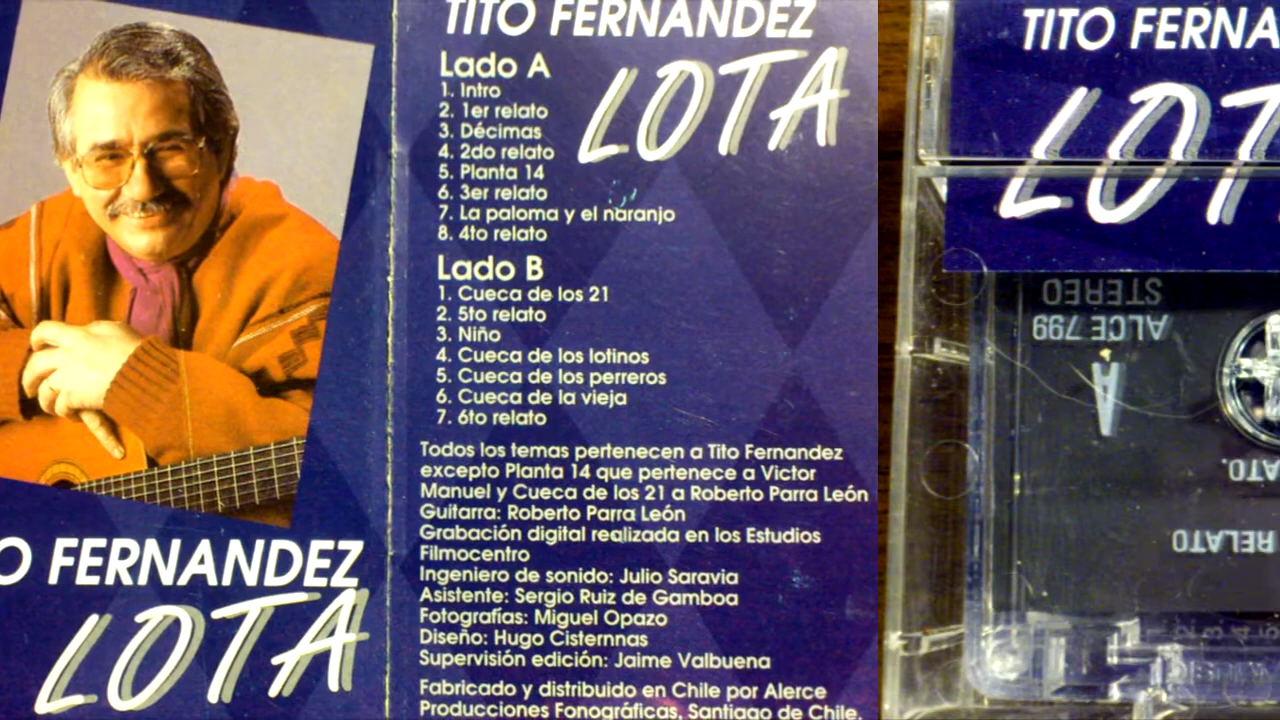 O FERNANDEZ
LOTA
TITO FERNANDEZ
LOTA
Lado A
1. Intro
2. 1er relato
3. Décimas
4. 2do relato
5. Planta 14
6. 3er relato
7. La paloma y el naranjo
8. 4to relato
Lado B
1. Cueca de los 21
2. 5to relato
3. Niño
4. Cueca de los lotinos
5. Cueca de los perreros
6. Cueca de la vieja
7. 6to relato
Todos los temas pertenecen a Tito Fernandez
excepto Planta 14 que pertenece a Victor
Manuel y Cueca de los 21 a Roberto Parra León
Guitarra: Roberto Parra León
Grabación digital realizada en los Estudios
Filmocentro
Ingeniero de sonido: Julio Saravia
Asistente: Sergio Ruiz de Gamboa
Fotografías: Miguel Opazo
Diseño: Hugo Cisternnas
Supervisión edición: Jaime Valbuena
Fabricado y distribuido en Chile por Alerce
Producciones Fonográficas, Santiago de Chile.
TITO FERNA
LOT
STEREO
ALCE 799
A
ATO.
RELATO